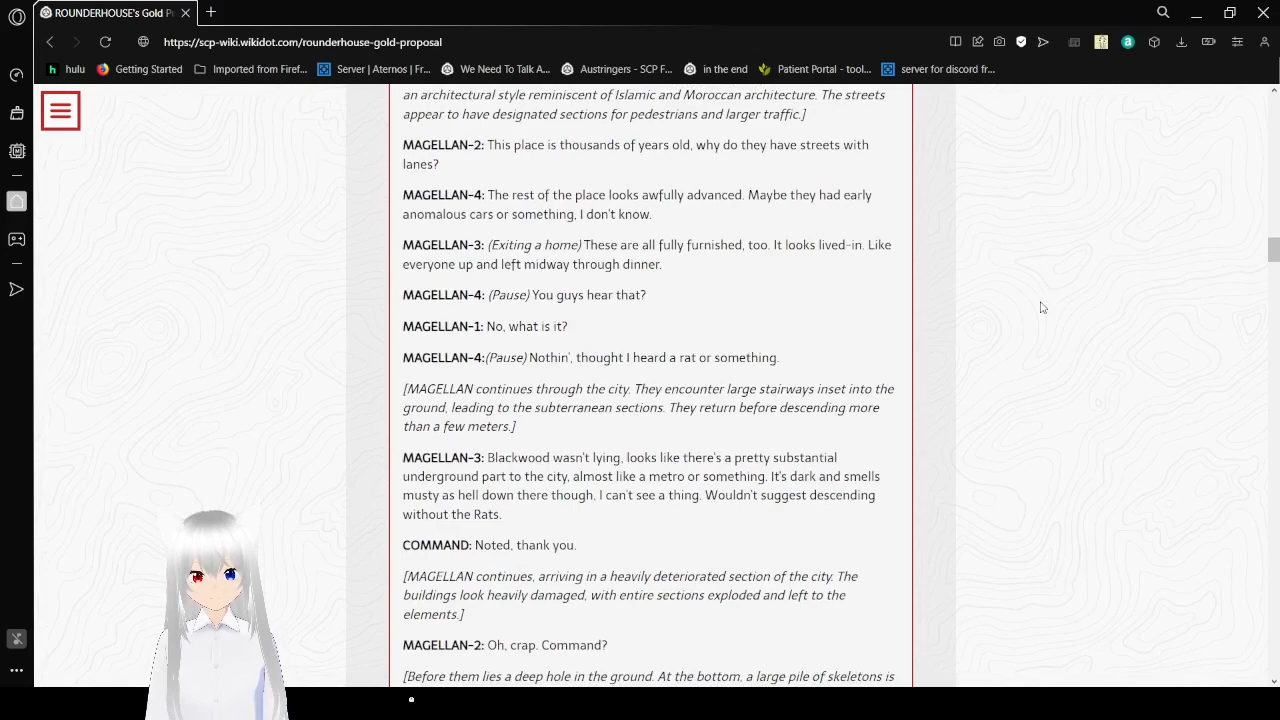 ROUNDERHOUSE's Gold P
https://scp-wiki.wikidot.com/rounderhouse-gold-proposal
hulu
Getting Started
Imported from Firef...
Server | Aternos | Fr...
We Need To Talk A...
Austringers - SCP F...
in the end
Patient Portal - tool...
server for discord fr...
an architectural style reminiscent of Islamic and Moroccan architecture. The streets
appear to have designated sections for pedestrians and larger traffic.]
MAGELLAN-2: This place is thousands of years old, why do they have streets with
lanes?
MAGELLAN-4: The rest of the place looks awfully advanced. Maybe they had early
anomalous cars or something, I don't know.
MAGELLAN-3: (Exiting a home) These are all fully furnished, too. It looks lived-in. Like
everyone up and left midway through dinner.
MAGELLAN-4: (Pause) You guys hear that?
MAGELLAN-1: No, what is it?
MAGELLAN-4:(Pause) Nothin', thought I heard a rat or something.
[MAGELLAN continues through the city. They encounter large stairways inset into the
ground, leading to the subterranean sections. They return before descending more
than a few meters.]
MAGELLAN-3: Blackwood wasn't lying, looks like there's a pretty substantial
underground part to the city, almost like a metro or something. It's dark and smells
musty as hell down there though, I can't see a thing. Wouldn't suggest descending
without the Rats.
COMMAND: Noted, thank you.
[MAGELLAN continues, arriving in a heavily deteriorated section of the city. The
buildings look heavily damaged, with entire sections exploded and left to the
elements.]
MAGELLAN-2: Oh, crap. Command?
[Before them lies a deep hole in the ground. At the bottom, a large pile of skeletons is